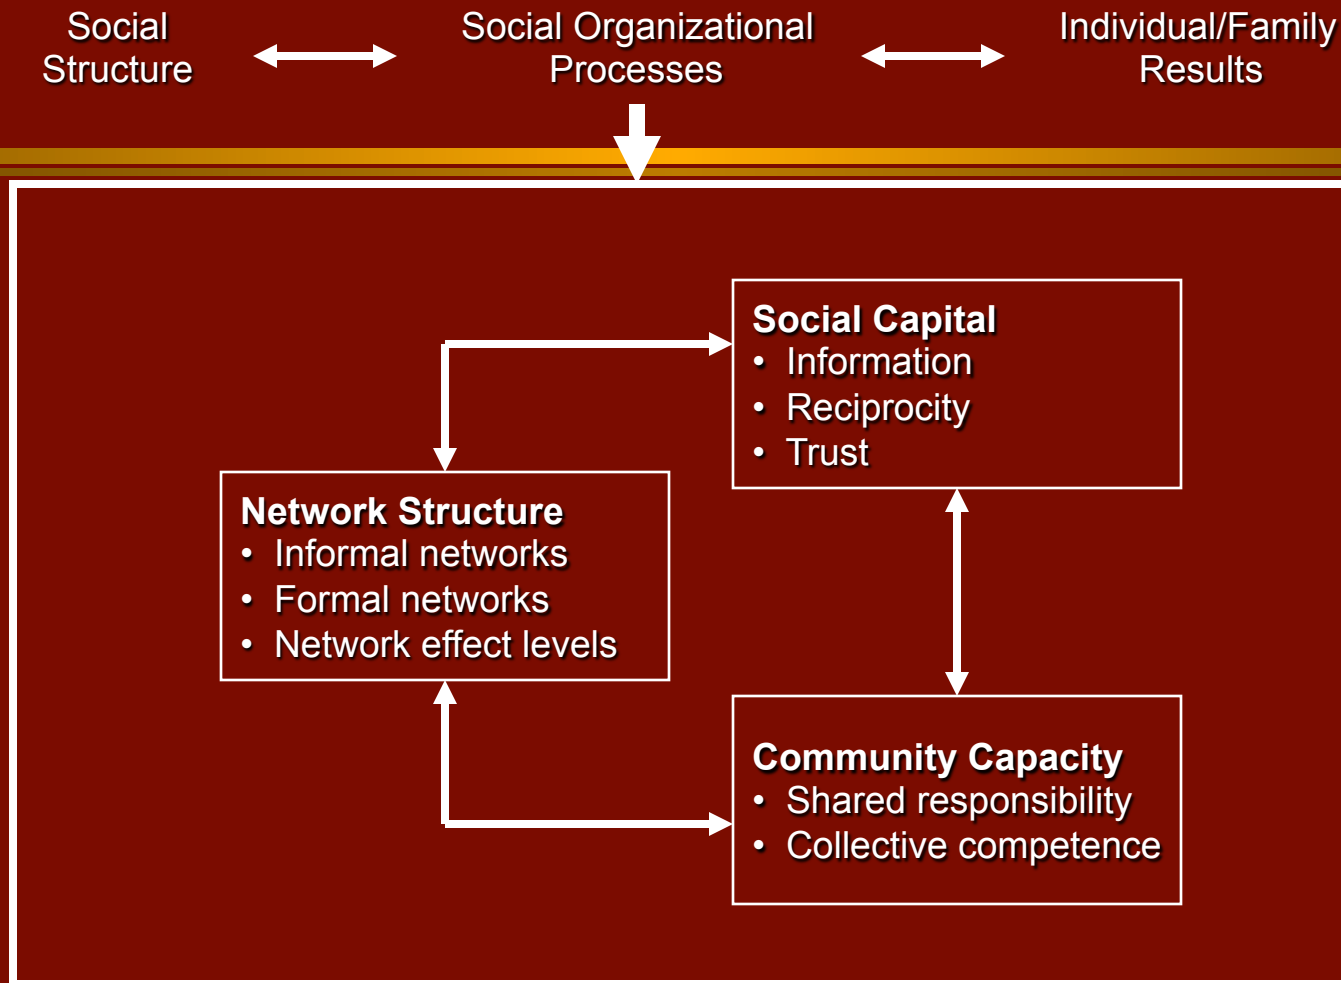 Social
Structure
Social Organizational
Processes
Individual/Family
Results
Social Capital
• Information
• Reciprocity
• Trust
Network Structure
• Informal networks
• Formal networks
• Network effect levels
Community Capacity
• Shared responsibility
• Collective competence